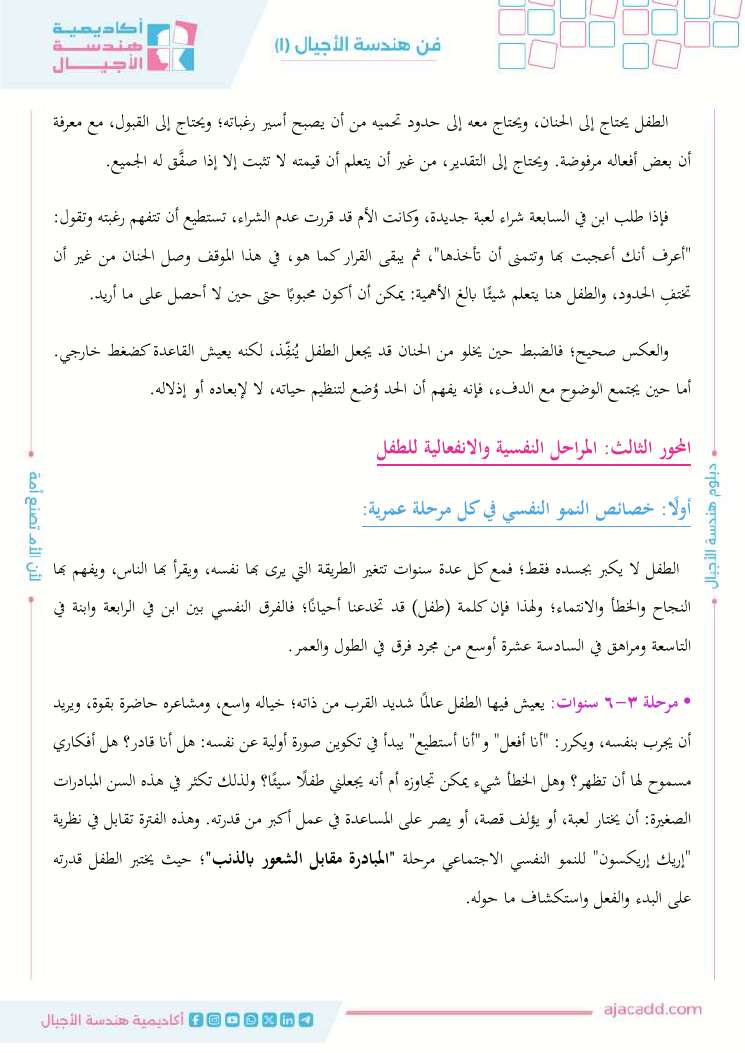 أكاديمية
هندسة
الأجيال
فن هندسة الأجيال (١)
الطفل يحتاج إلى الحنان، ويحتاج معه إلى حدود تحميه من أن يصبح أسير رغباته؛ ويحتاج إلى القبول، مع معرفة
أن بعض أفعاله مرفوضة. ويحتاج إلى التقدير، من غير أن يتعلم أن قيمته لا تثبت إلا إذا صفَّق له الجميع.
فإذا طلب ابن في السابعة شراء لعبة جديدة، وكانت الأم قد قررت عدم الشراء، تستطيع أن تتفهم رغبته وتقول:
"أعرف أنك أعجبت بها وتتمنى أن تأخذها"، ثم يبقى القرار كما هو، في هذا الموقف وصل الحنان من غير أن
تختفِ الحدود، والطفل هنا يتعلم شيئًا بالغ الأهمية: يمكن أن أكون محبوبًا حتى حين لا أحصل على ما أريد.
والعكس صحيح؛ فالضبط حين يخلو من الحنان قد يجعل الطفل يُنفِّذ، لكنه يعيش القاعدة كضغط خارجي.
أما حين يجتمع الوضوح مع الدفء، فإنه يفهم أن الحد وُضع لتنظيم حياته، لا لإبعاده أو إذلاله.
المحور الثالث: المراحل النفسية والانفعالية للطفل
أولًا: خصائص النمو النفسي في كل مرحلة عمرية:
الطفل لا يكبر بجسده فقط؛ فمع كل عدة سنوات تتغير الطريقة التي يرى بها نفسه، ويقرأ بها الناس، ويفهم بها
النجاح والخطأ والانتماء؛ ولهذا فإن كلمة (طفل) قد تخدعنا أحيانًا؛ فالفرق النفسي بين ابن في الرابعة وابنة في
التاسعة ومراهق في السادسة عشرة أوسع من مجرد فرق في الطول والعمر.
• مرحلة ٣–٦ سنوات: يعيش فيها الطفل عالمًا شديد القرب من ذاته؛ خياله واسع، ومشاعره حاضرة بقوة، ويريد
أن يجرب بنفسه، ويكرر: "أنا أفعل" و"أنا أستطيع" يبدأ في تكوين صورة أولية عن نفسه: هل أنا قادر؟ هل أفكاري
مسموح لها أن تظهر؟ وهل الخطأ شيء يمكن تجاوزه أم أنه يجعلني طفلًا سيئًا؟ ولذلك تكثر في هذه السن المبادرات
الصغيرة: أن يختار لعبة، أو يؤلف قصة، أو يصر على المساعدة في عمل أكبر من قدرته. وهذه الفترة تقابل في نظرية
"إريك إريكسون" للنمو النفسي الاجتماعي مرحلة "المبادرة مقابل الشعور بالذنب"؛ حيث يختبر الطفل قدرته
على البدء والفعل واستكشاف ما حوله.
دبلوم هندسة الأجيال
لأن الأم تصنع أمة
أكاديمية هندسة الأجيال
ajacadd.com